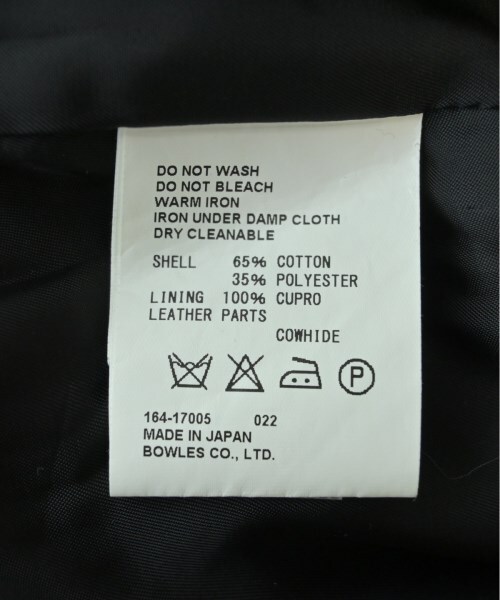 DO NOT WASH
DO NOT BLEACH
WARM IRON
IRON UNDER DAMP CLOTH
DRY CLEANABLE
SHELL 65% COTTON
35% POLYESTER
LINING 100% CUPRO
LEATHER PARTS
COWHIDE
P
164-17005 022
MADE IN JAPAN
BOWLES CO., LTD.